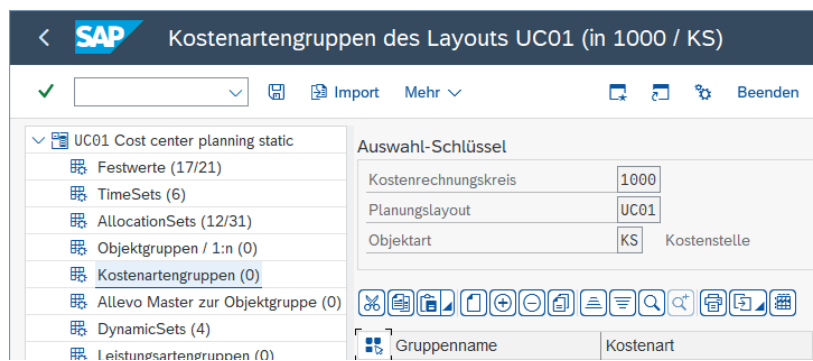 SAP Kostenartengruppen des Layouts UC01 (in 1000 / KS)
Import Mehr Beenden
UC01 Cost center planning static
Festwerte (17/21)
TimeSets (6)
AllocationSets (12/31)
Objektgruppen / 1:n (0)
Kostenartengruppen (0)
Allevo Master zur Objektgruppe (0)
DynamicSets (4)
Leistungsartengruppen (0)
Auswahl-Schlüssel
Kostenrechnungskreis 1000
Planungslayout UC01
Objektart KS Kostenstelle
Gruppenname Kostenart